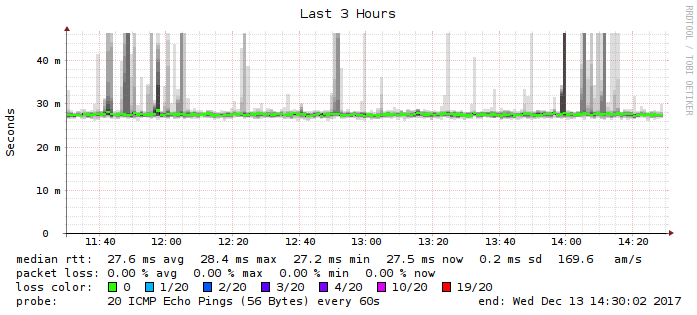 Last 3 Hours
RRDTOOL / TOBI OETIKER
Seconds
40 m
30 m
20 m
10 m
0
11:40 12:00 12:20 12:40 13:00 13:20 13:40 14:00 14:20
median rtt: 27.6 ms avg 28.4 ms max 27.2 ms min 27.5 ms now 0.2 ms sd 169.6 am/s
packet loss: 0.00 % avg 0.00 % max 0.00 % min 0.00 % now
loss color: 0 1/20 2/20 3/20 4/20 10/20 19/20
probe: 20 ICMP Echo Pings (56 Bytes) every 60s end: Wed Dec 13 14:30:02 2017